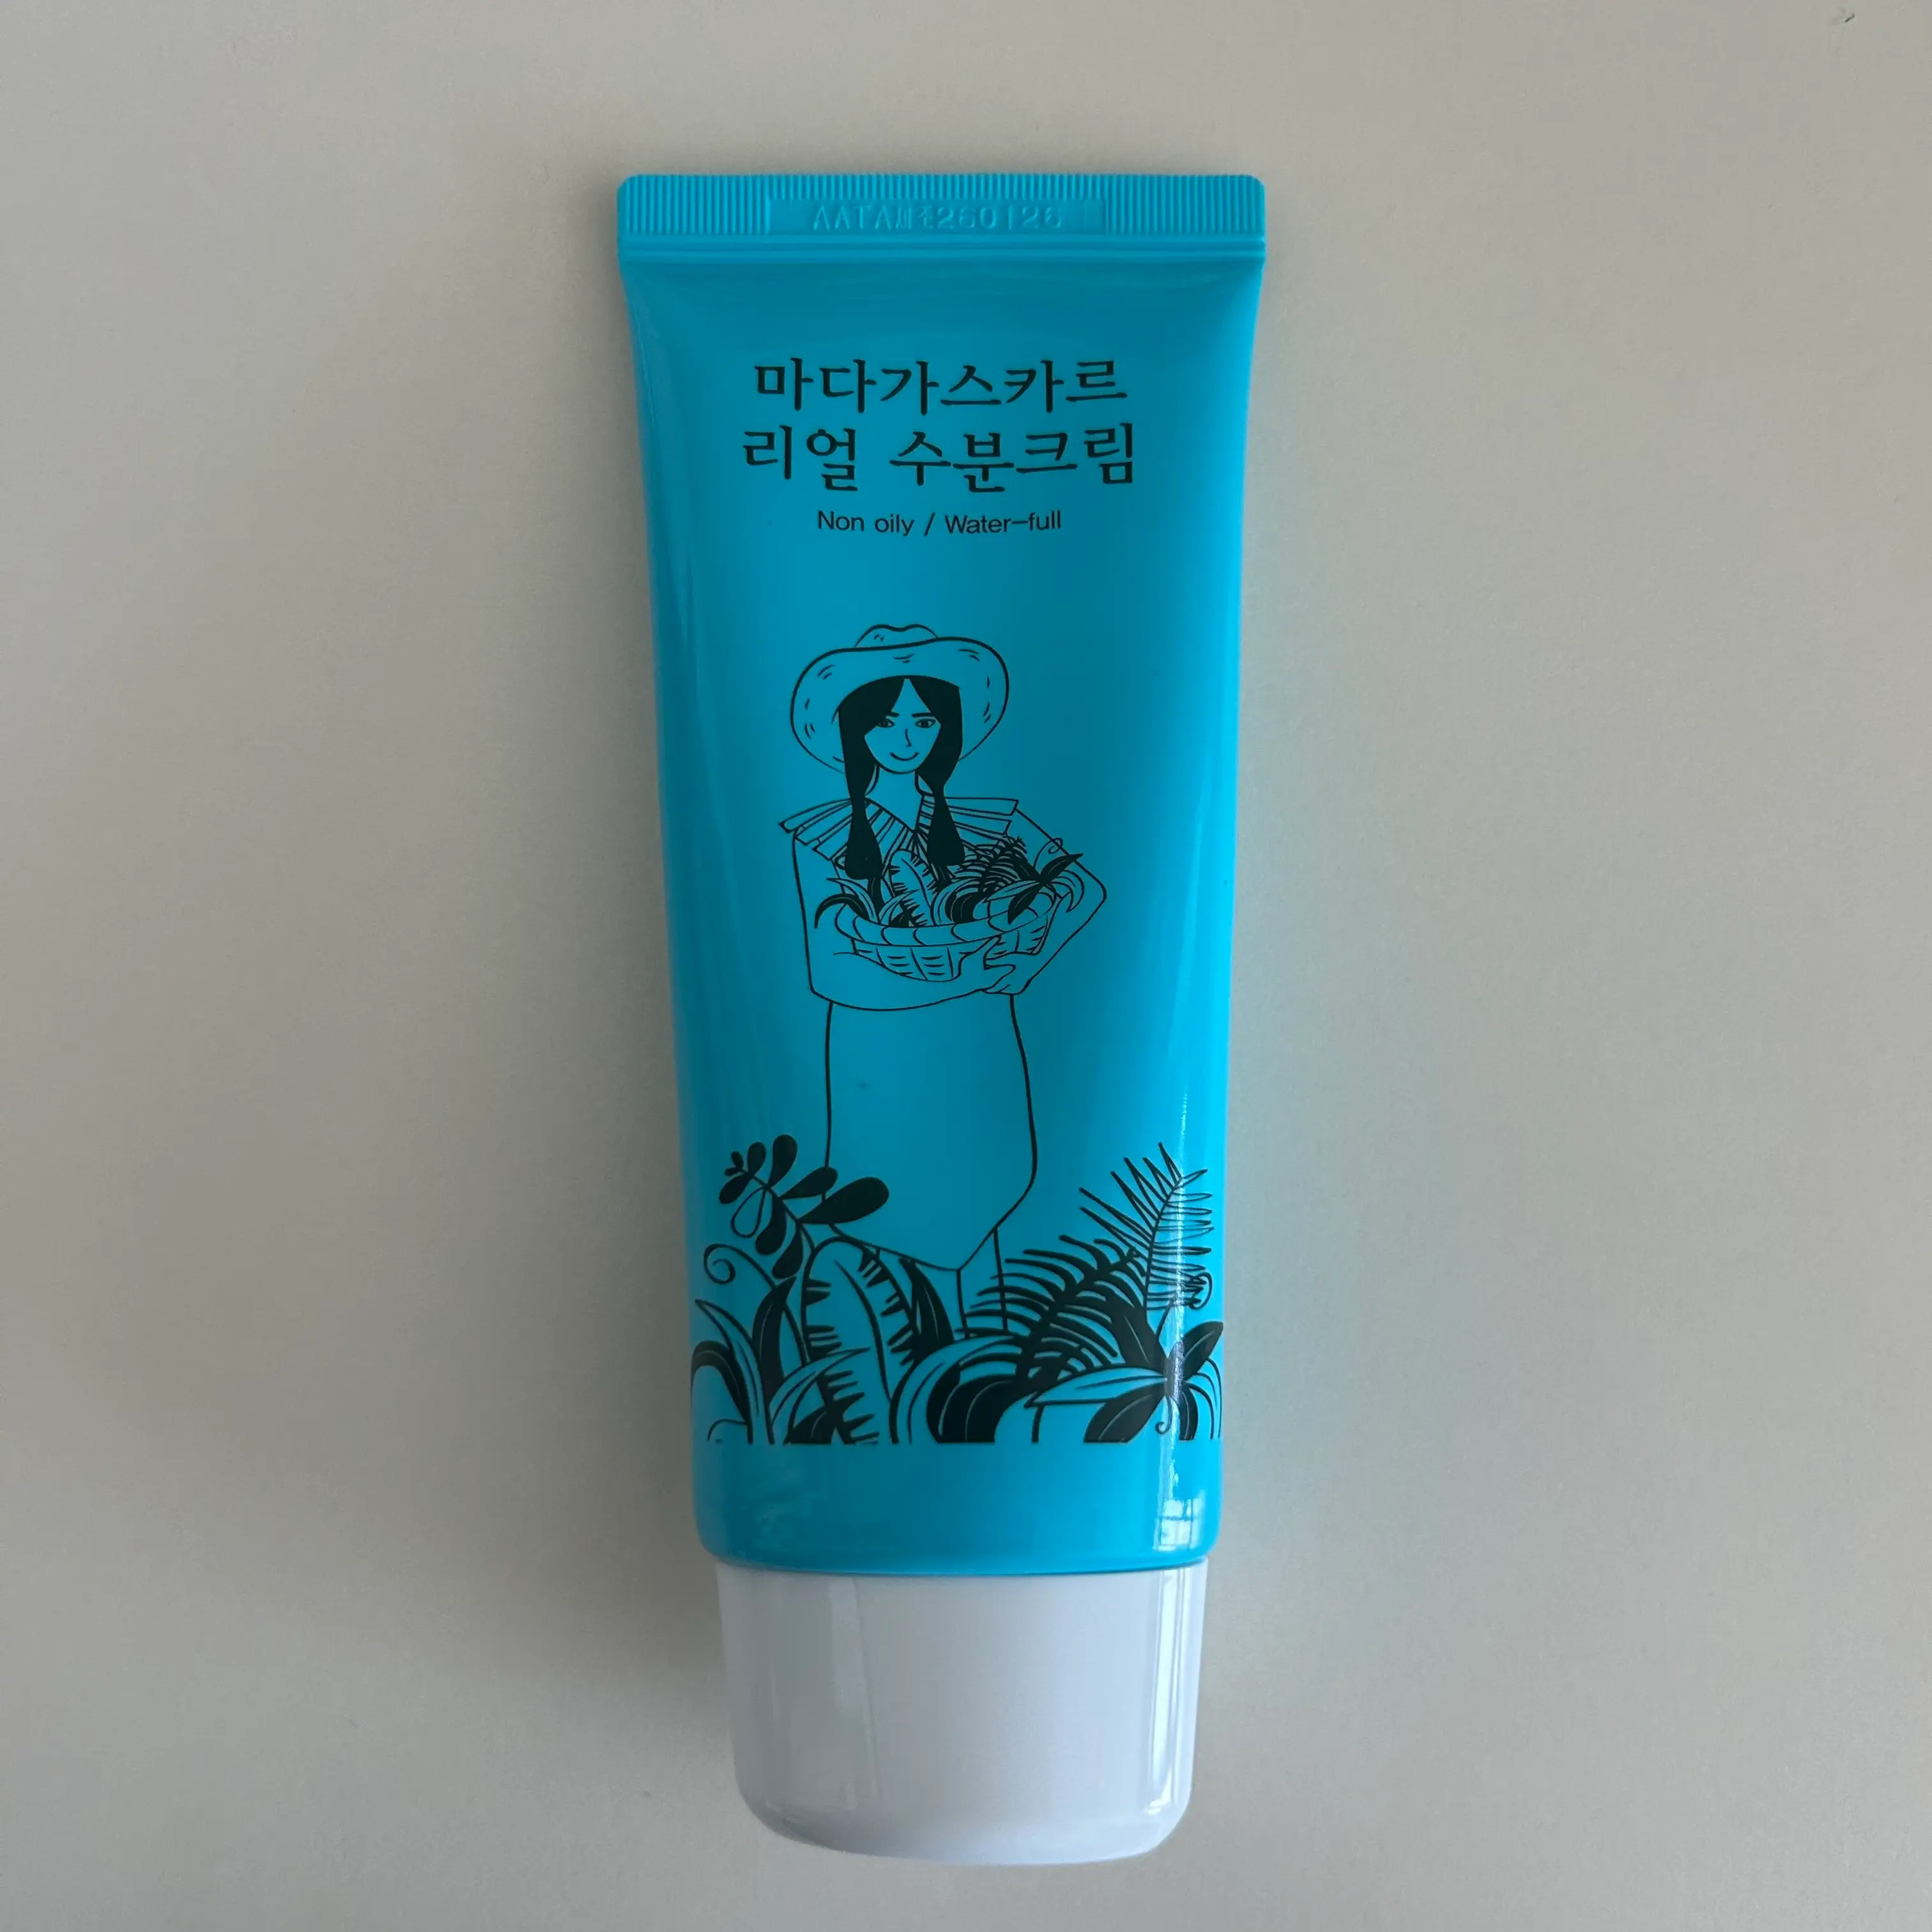 AATA제조260126
마다가스카르
리얼 수분크림
Non oily / Water-full